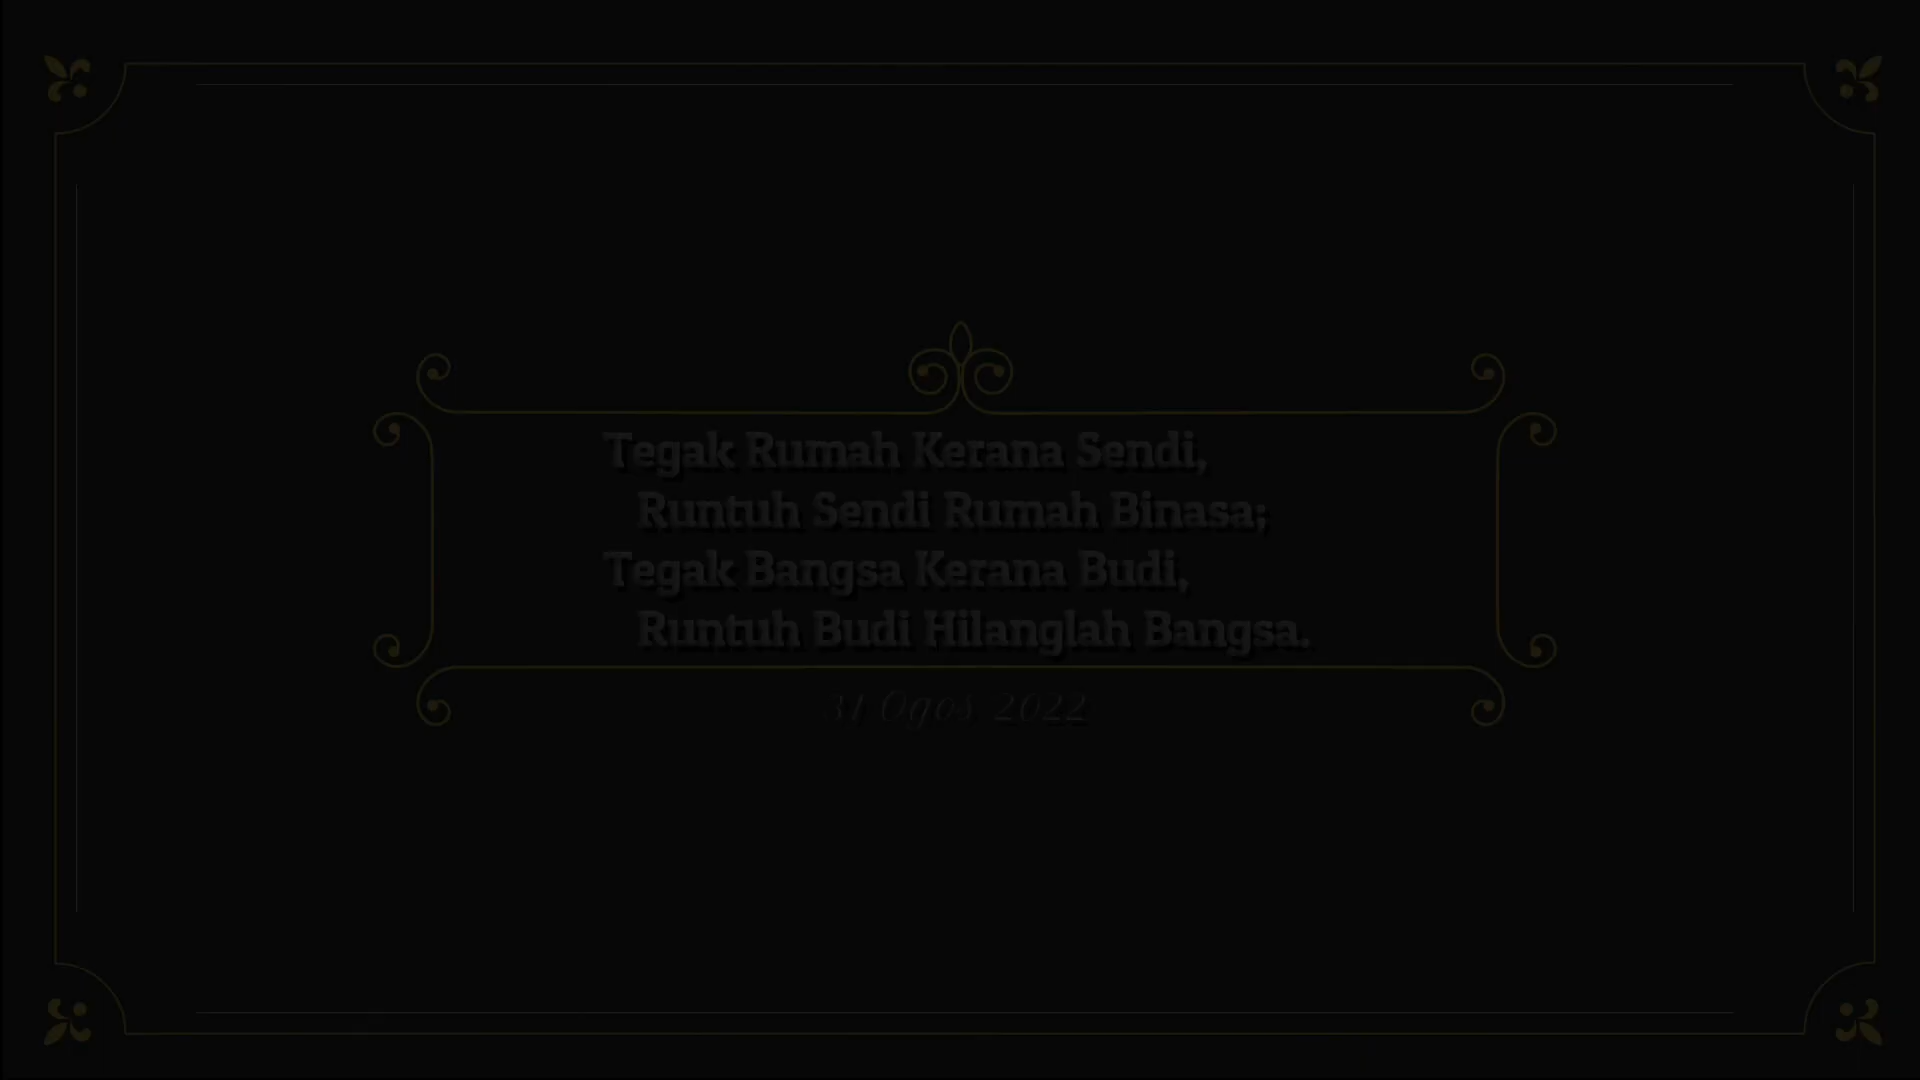 Tegak Rumah Kerana Sendi,
Runtuh Sendi Rumah Binasa;
Tegak Bangsa Kerana Budi,
Runtuh Budi Hilanglah Bangsa.
31 Ogos 2022